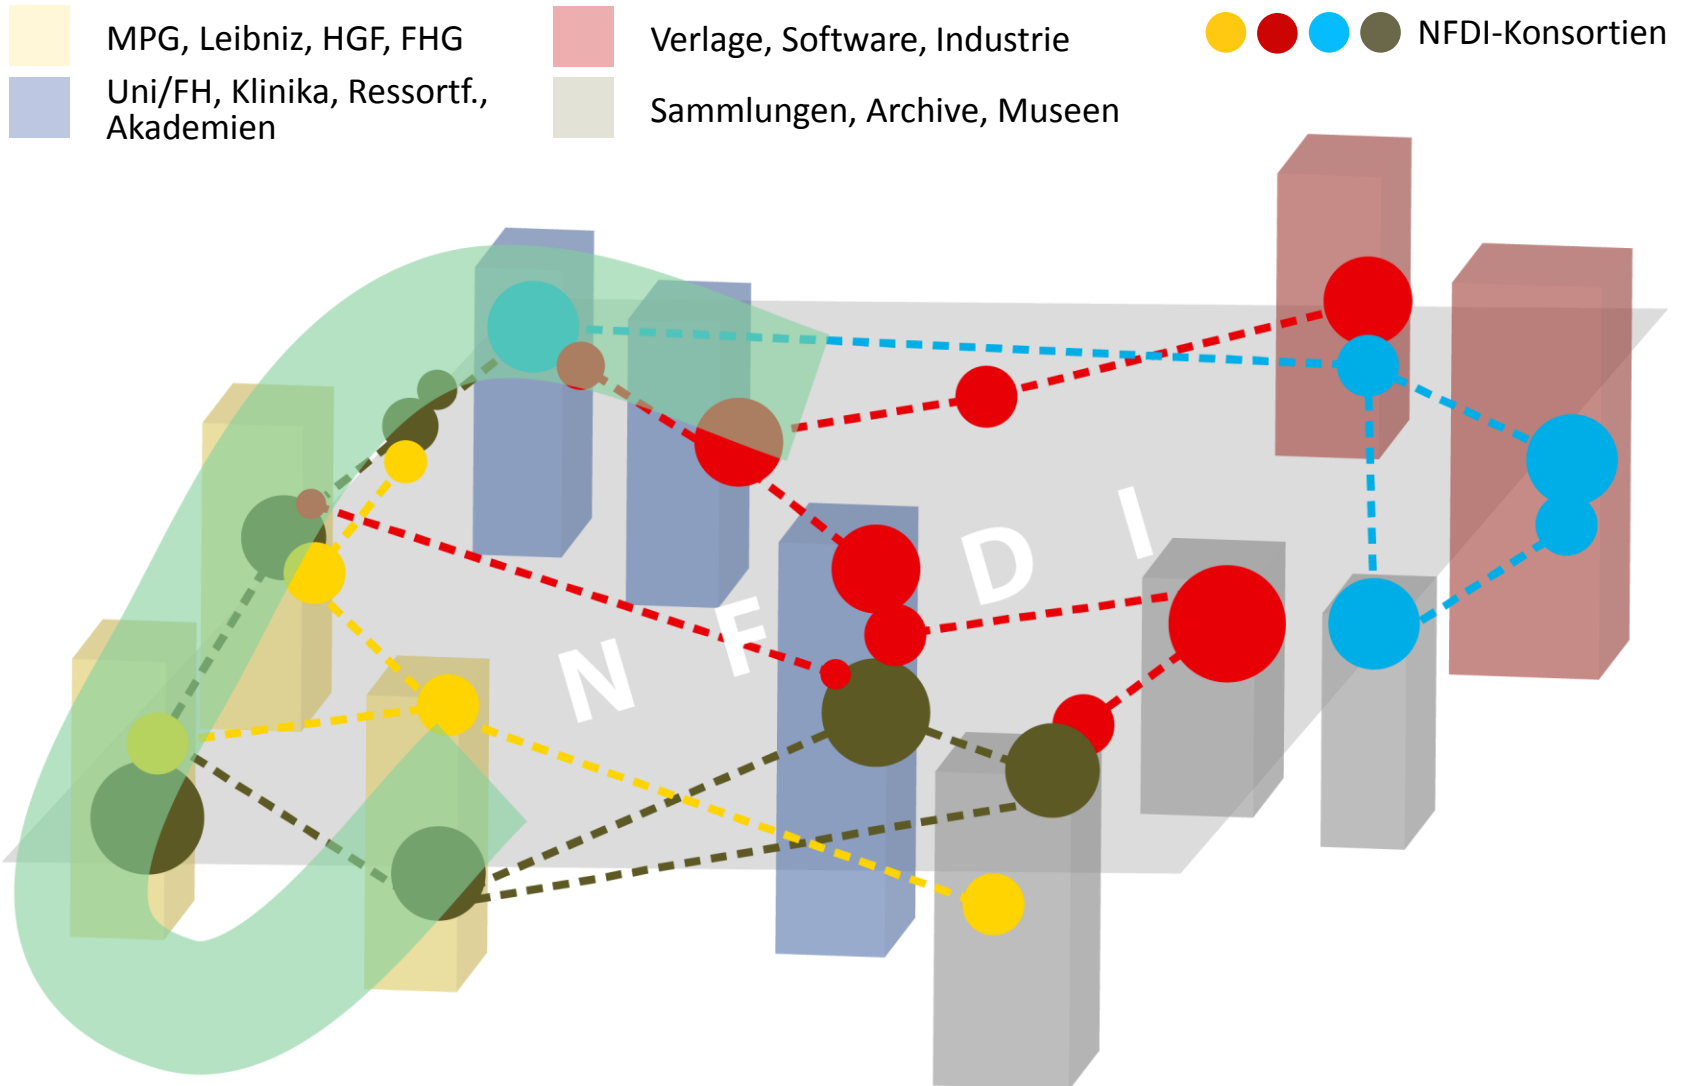 MPG, Leibniz, HGF, FHG
Verlage, Software, Industrie
NFDI-Konsortien
Uni/FH, Klinika, Ressortf.,
Akademien
Sammlungen, Archive, Museen
N F D I